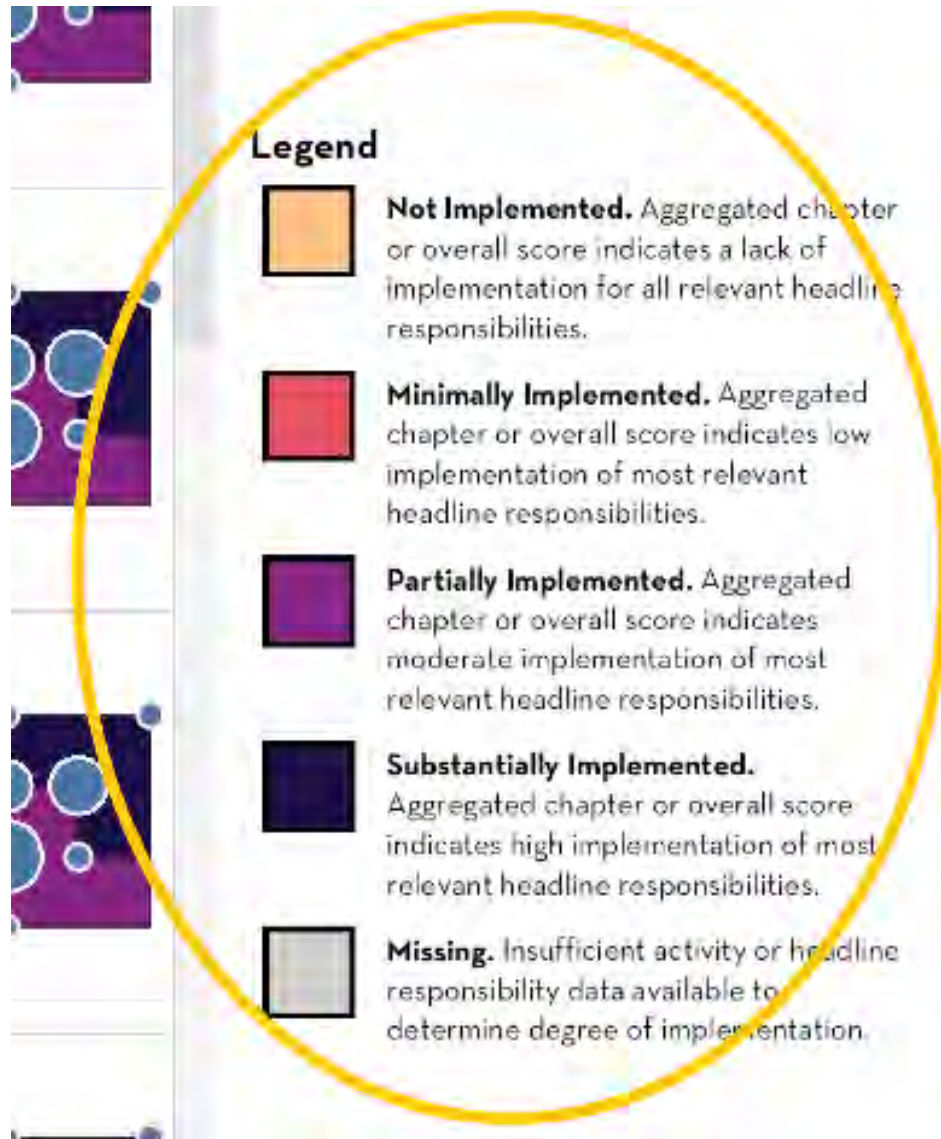 Legend
Not Implemented. Aggregated chapter
or overall score indicates a lack of
implementation for all relevant headline
responsibilities.
Minimally Implemented. Aggregated
chapter or overall score indicates low
implementation of most relevant
headline responsibilities.
Partially Implemented. Aggregated
chapter or overall score indicates
moderate implementation of most
relevant headline responsibilities.
Substantially Implemented.
Aggregated chapter or overall score
indicates high implementation of most
relevant headline responsibilities.
Missing. Insufficient activity or headline
responsibility data available to
determine degree of implementation.